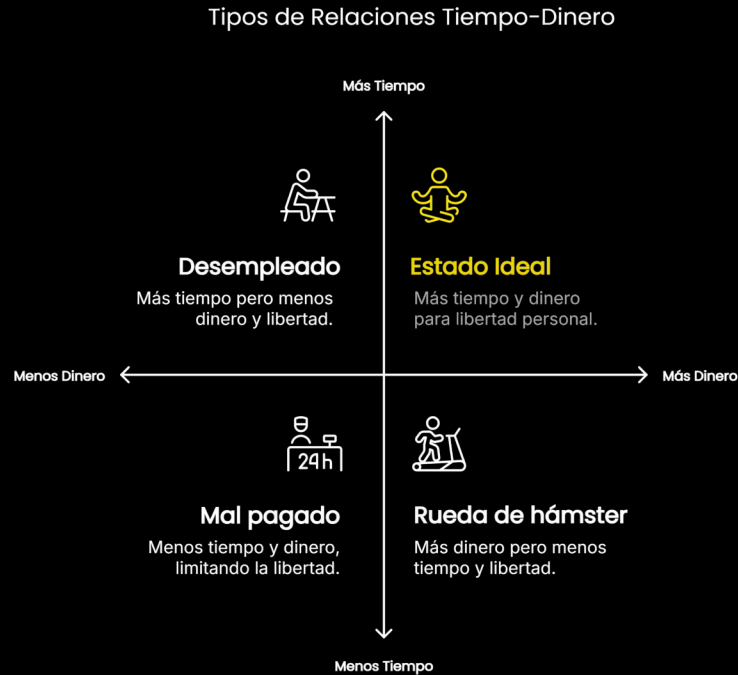 Tipos de Relaciones Tiempo-Dinero
Más Tiempo
Desempleado
Más tiempo pero menos
dinero y libertad.
Estado Ideal
Más tiempo y dinero
para libertad personal.
Menos Dinero
Más Dinero
24h
Mal pagado
Menos tiempo y dinero,
limitando la libertad.
Rueda de hámster
Más dinero pero menos
tiempo y libertad.
Menos Tiempo